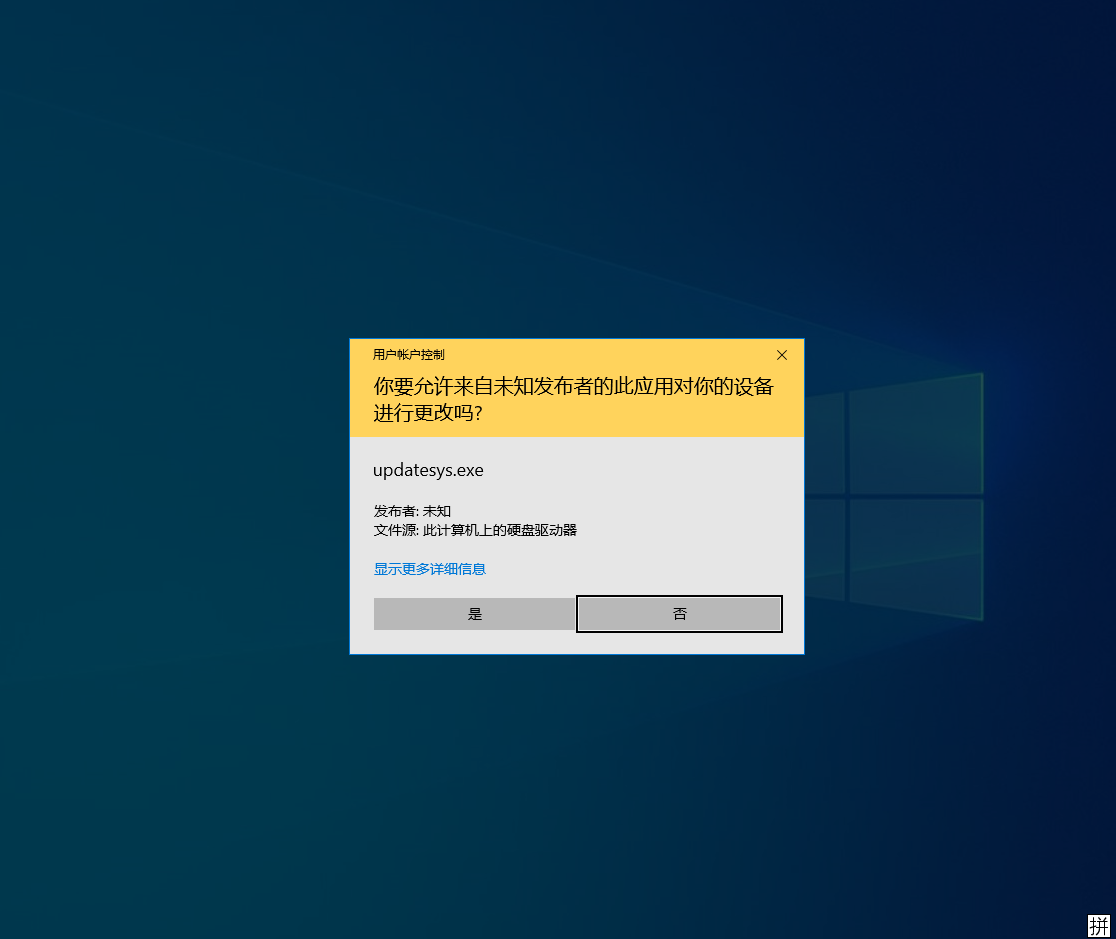 用户帐户控制
你要允许来自未知发布者的此应用对你的设备
进行更改吗?
updatesys.exe
发布者: 未知
文件源: 此计算机上的硬盘驱动器
显示更多详细信息
是
否
拼